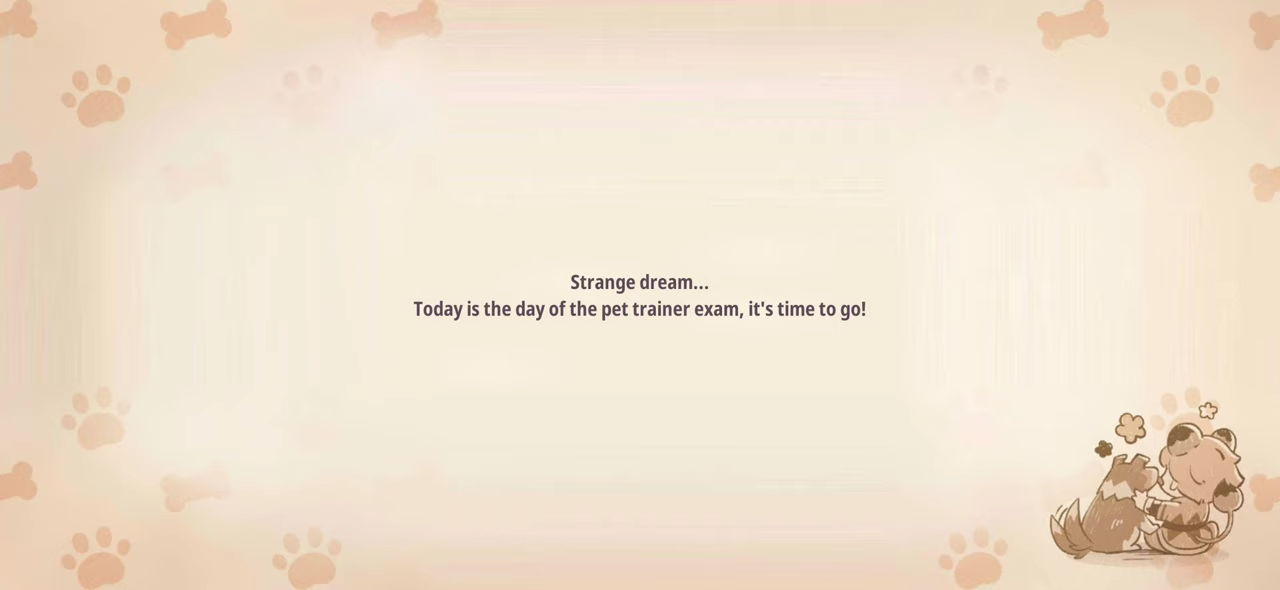 Strange dream...
Today is the day of the pet trainer exam, it's time to go!